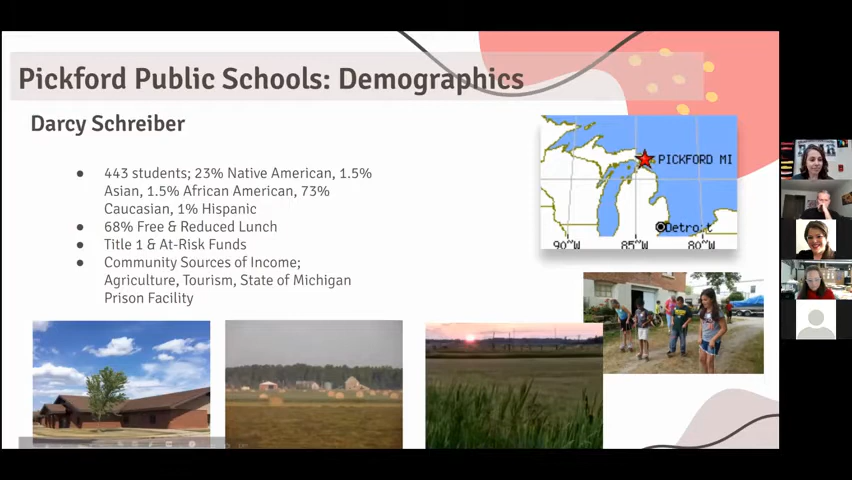 Pickford Public Schools: Demographics
Darcy Schreiber
● 443 students; 23% Native American, 1.5%
Asian, 1.5% African American, 73%
Caucasian, 1% Hispanic
● 68% Free & Reduced Lunch
● Title 1 & At-Risk Funds
● Community Sources of Income;
Agriculture, Tourism, State of Michigan
Prison Facility
PICKFORD MI
Detroit
90°W 85°W 80°W